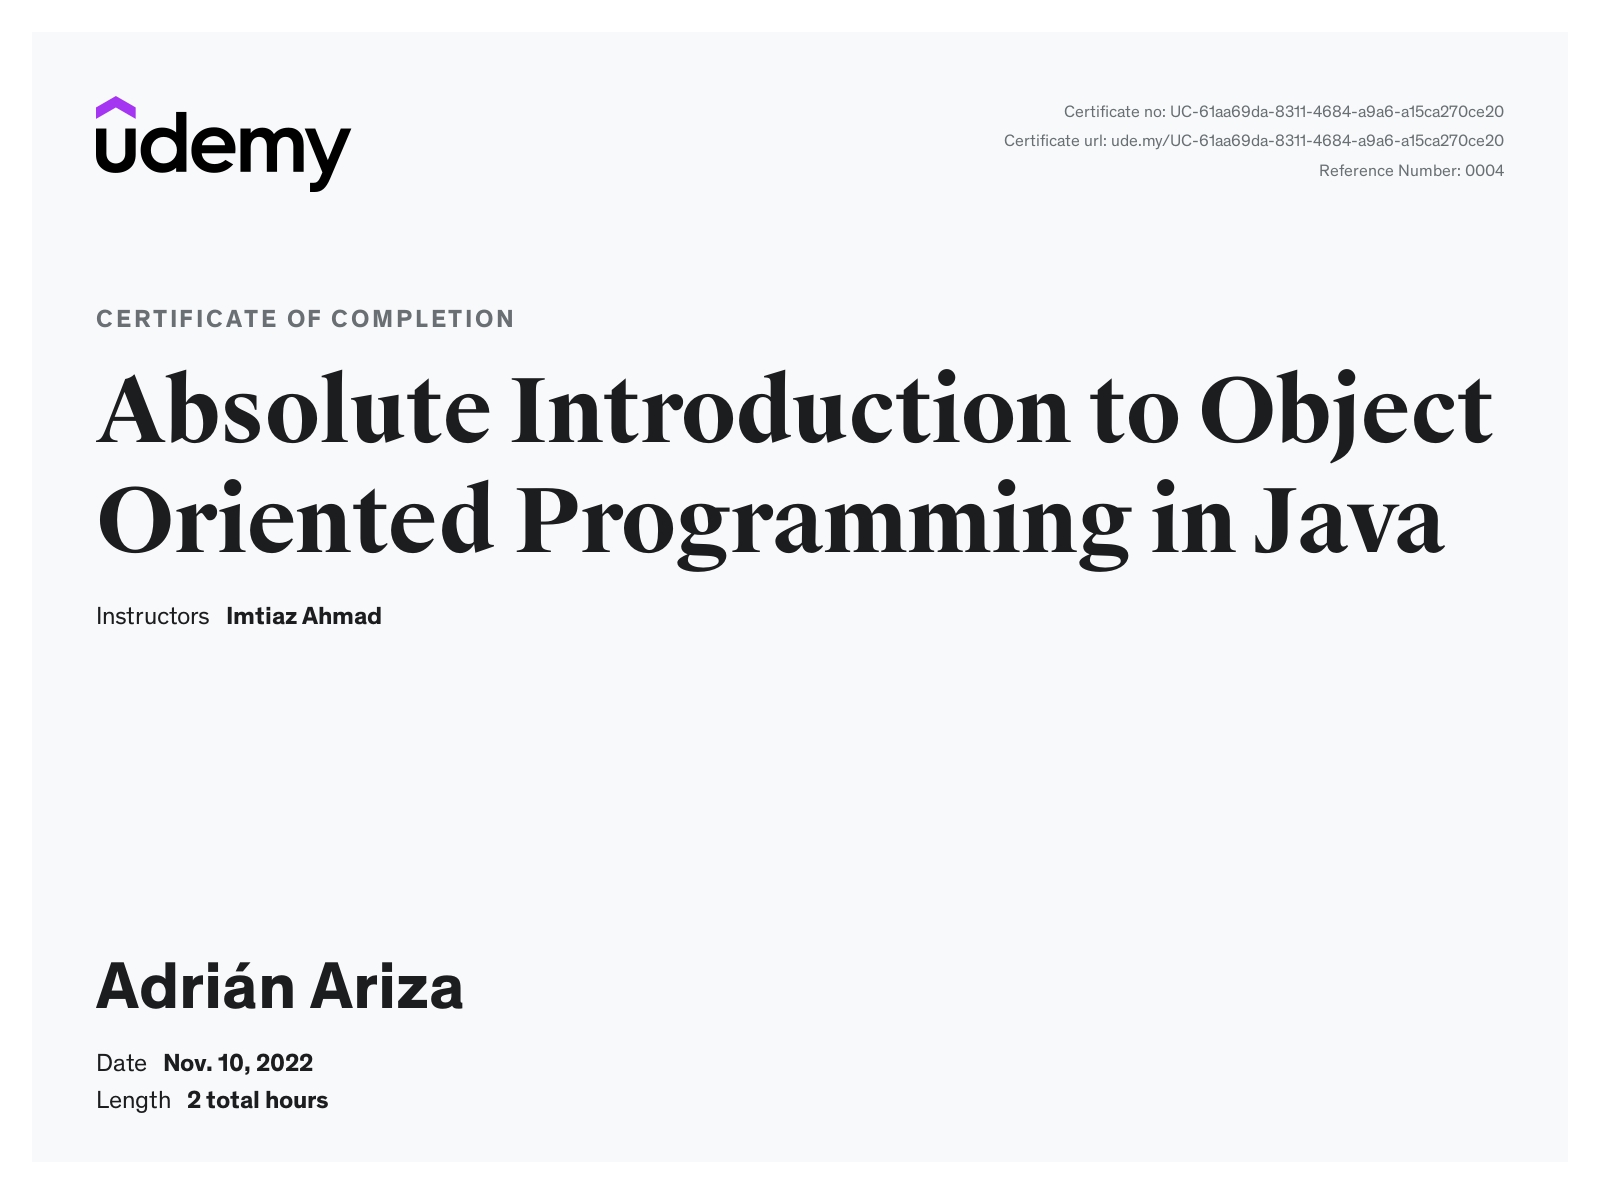 udemy
Certificate no: UC-61aa69da-8311-4684-a9a6-a15ca270ce20
Certificate url: ude.my/UC-61aa69da-8311-4684-a9a6-a15ca270ce20
Reference Number: 0004
CERTIFICATE OF COMPLETION
Absolute Introduction to Object
Oriented Programming in Java
Instructors Imtiaz Ahmad
Adrián Ariza
Date Nov. 10, 2022
Length 2 total hours